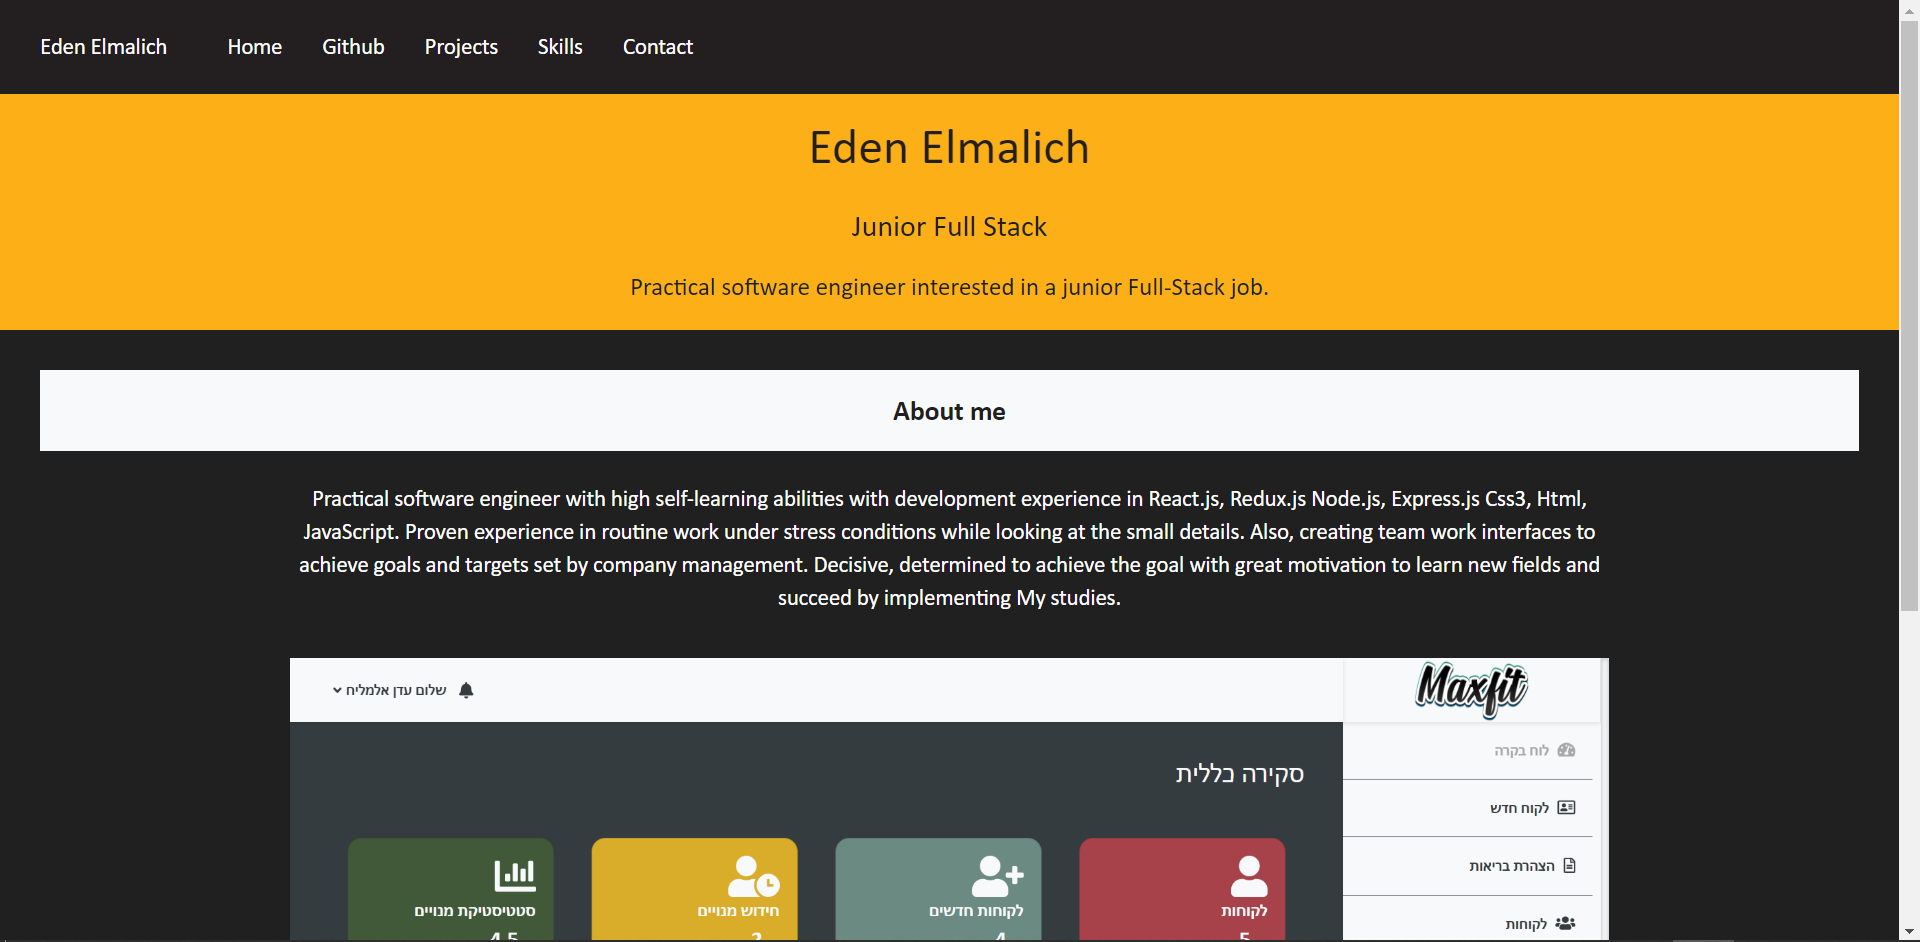 Eden Elmalich Home Github Projects Skills Contact
Eden Elmalich
Junior Full Stack
Practical software engineer interested in a junior Full-Stack job.
About me
Practical software engineer with high self-learning abilities with development experience in React.js, Redux.js Node.js, Express.js Css3, Html,
JavaScript. Proven experience in routine work under stress conditions while looking at the small details. Also, creating team work interfaces to
achieve goals and targets set by company management. Decisive, determined to achieve the goal with great motivation to learn new fields and
succeed by implementing My studies.
Maxfit
שלום עדן אלמליח
לוח בקרה
סקירה כללית
לקוח חדש
הצהרת בריאות
לקוחות
לקוחות חדשים
חידוש מנויים
סטטיסטיקת מנויים
לקוחות